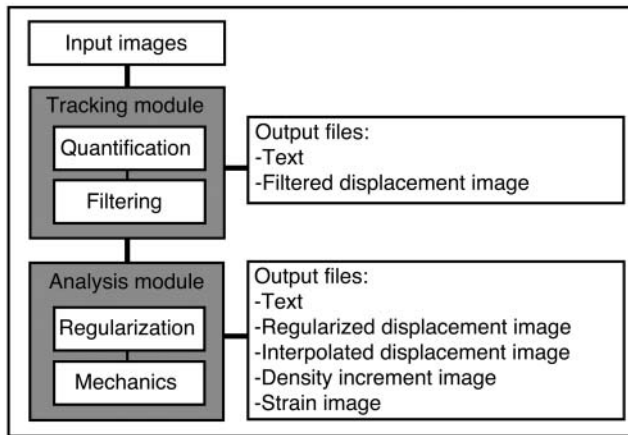 Input images
Tracking module
Quantification
Filtering
Output files:
-Text
-Filtered displacement image
Analysis module
Regularization
Mechanics
Output files:
-Text
-Regularized displacement image
-Interpolated displacement image
-Density increment image
-Strain image